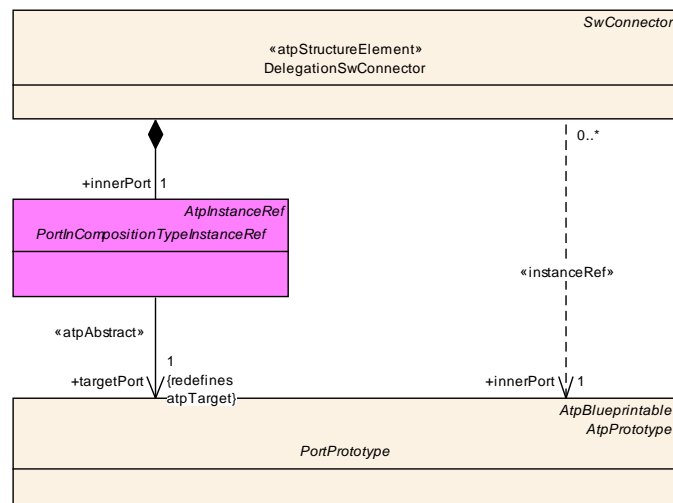 SwConnector
«atpStructureElement»
DelegationSwConnector
0..*
+innerPort 1
AtpInstanceRef
PortInCompositionTypeInstanceRef
«instanceRef»
«atpAbstract»
1
+targetPort {redefines
atpTarget}
+innerPort 1
AtpBlueprintable
AtpPrototype
PortPrototype